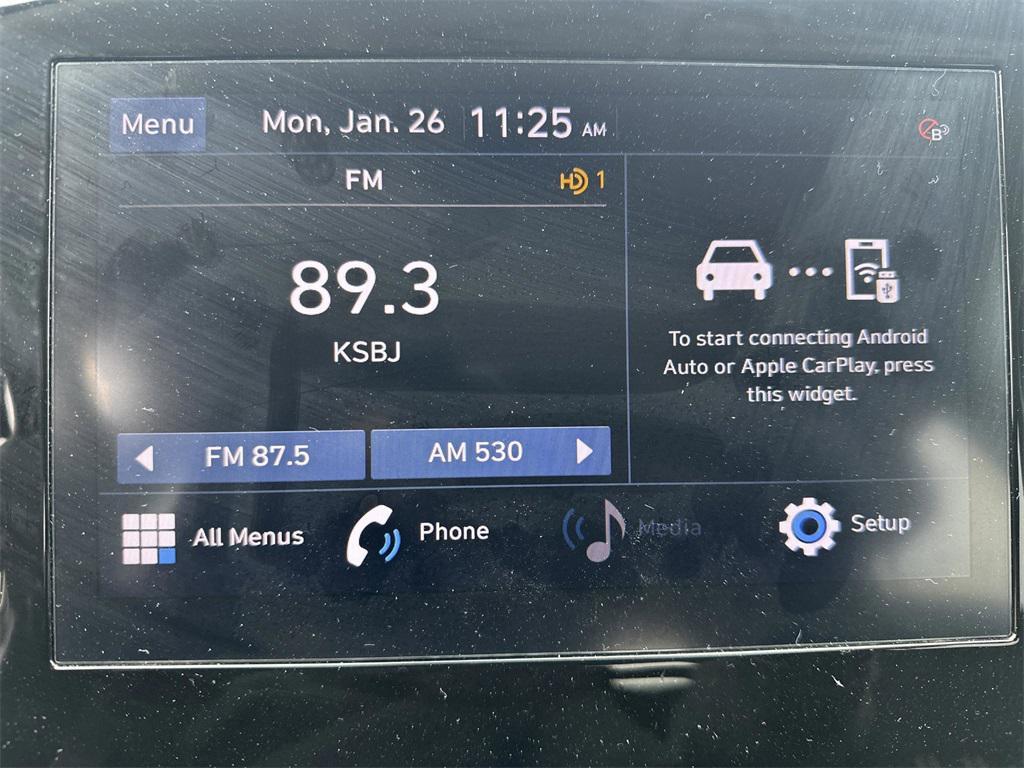 Menu Mon, Jan. 26 11:25 AM B
FM HD 1
89.3
KSBJ
FM 87.5 AM 530
To start connecting Android
Auto or Apple CarPlay, press
this widget.
All Menus Phone Media Setup